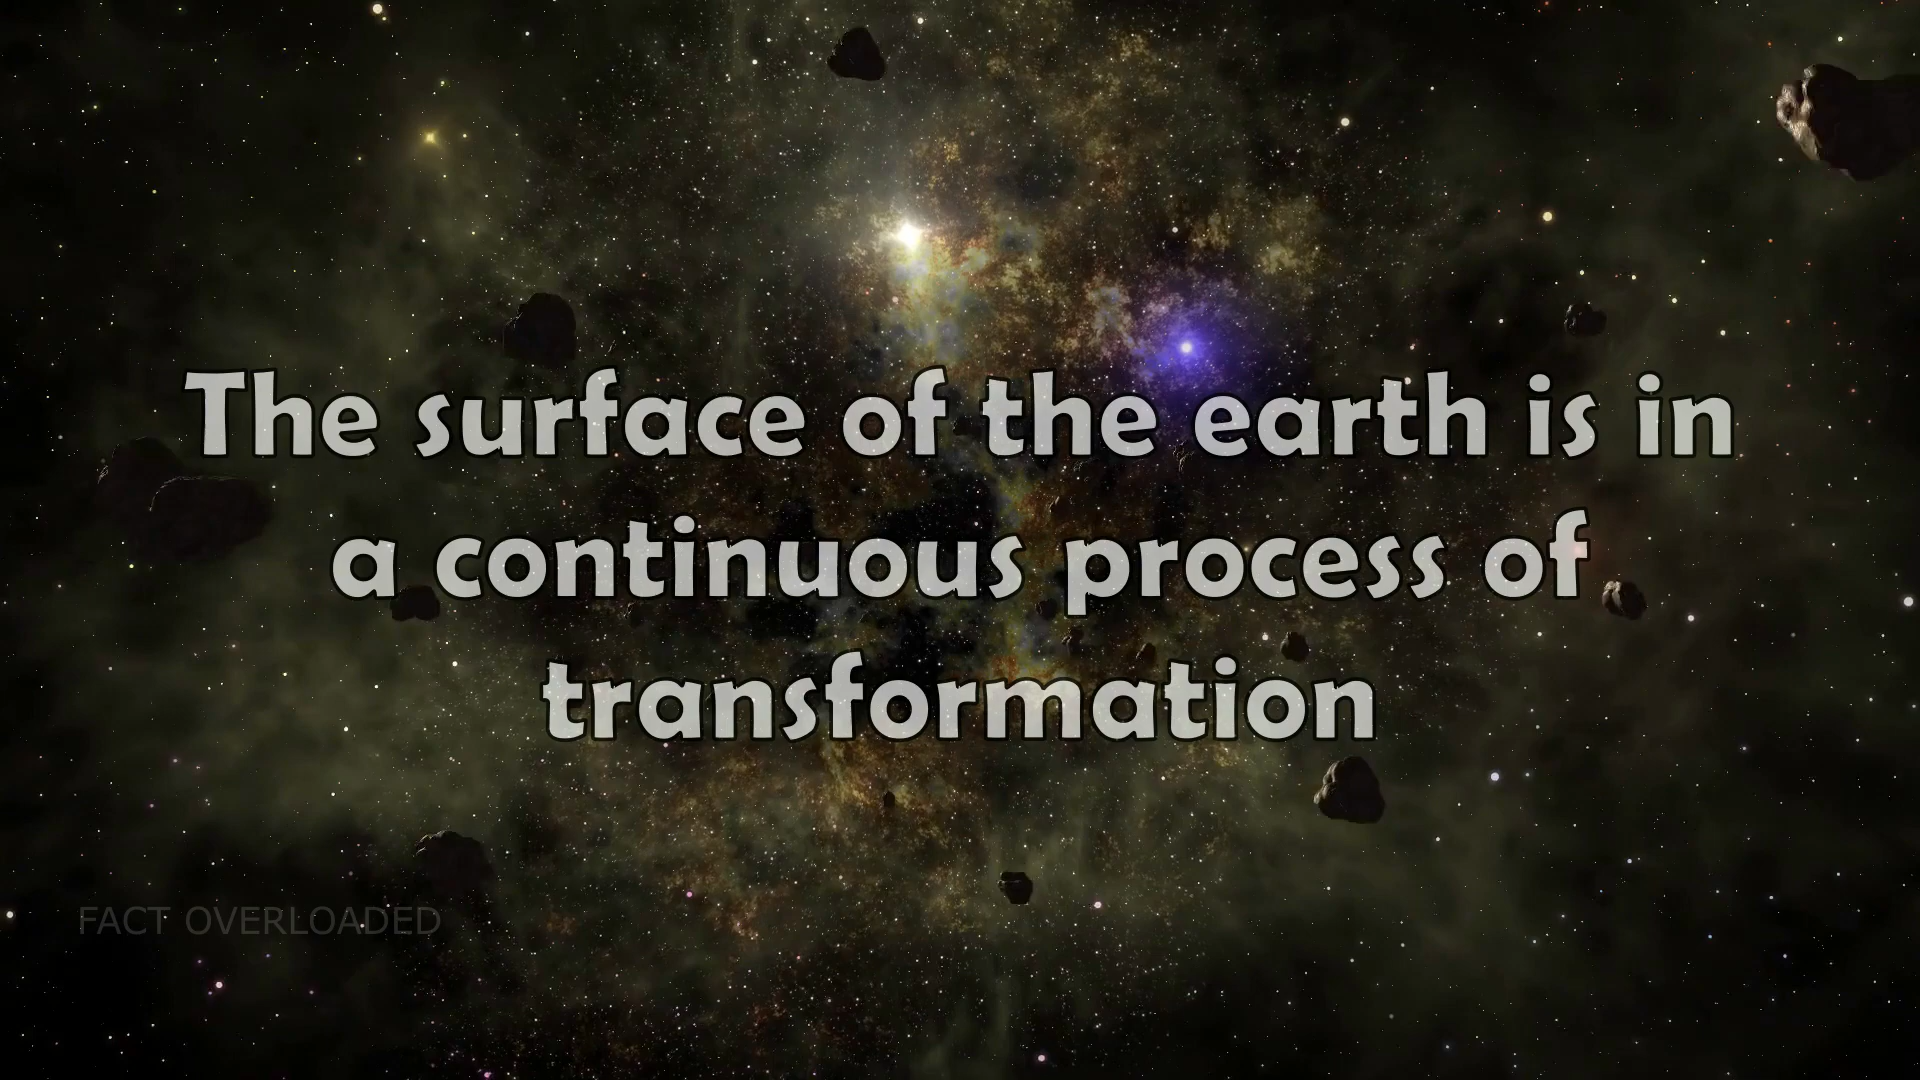 The surface of the earth is in
a continuous process of
transformation
FACT OVERLOADED